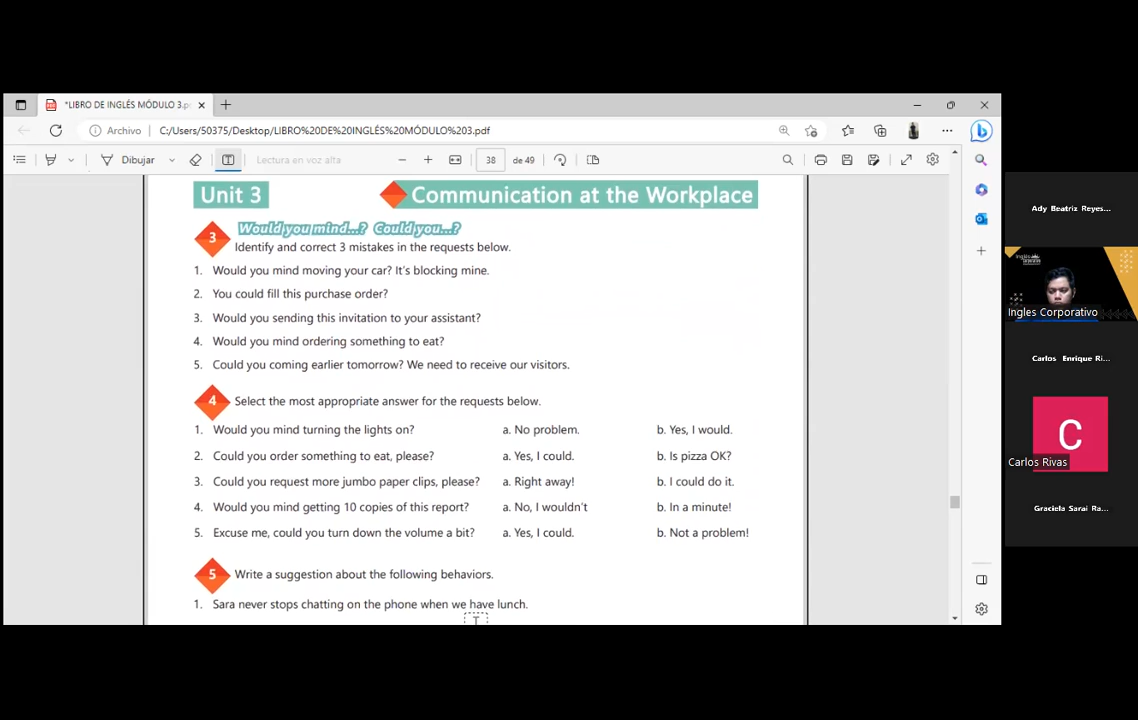 *LIBRO DE INGLÉS MÓDULO 3.p
Archivo C:/Users/50375/Desktop/LIBRO%20DE%20INGLÉS%20MÓDULO%203.pdf
Dibujar Lectura en voz alta 38 de 49
Unit 3 Communication at the Workplace
3 Would you mind...? Could you...?
Identify and correct 3 mistakes in the requests below.
1. Would you mind moving your car? It's blocking mine.
2. You could fill this purchase order?
3. Would you sending this invitation to your assistant?
4. Would you mind ordering something to eat?
5. Could you coming earlier tomorrow? We need to receive our visitors.
4 Select the most appropriate answer for the requests below.
1. Would you mind turning the lights on? a. No problem. b. Yes, I would.
2. Could you order something to eat, please? a. Yes, I could. b. Is pizza OK?
3. Could you request more jumbo paper clips, please? a. Right away! b. I could do it.
4. Would you mind getting 10 copies of this report? a. No, I wouldn't b. In a minute!
5. Excuse me, could you turn down the volume a bit? a. Yes, I could. b. Not a problem!
5 Write a suggestion about the following behaviors.
1. Sara never stops chatting on the phone when we have lunch.
Ady Beatriz Reyes...
Ingles Corporativo
Carlos Enrique Ri...
C
Carlos Rivas
Graciela Sarai Ra...